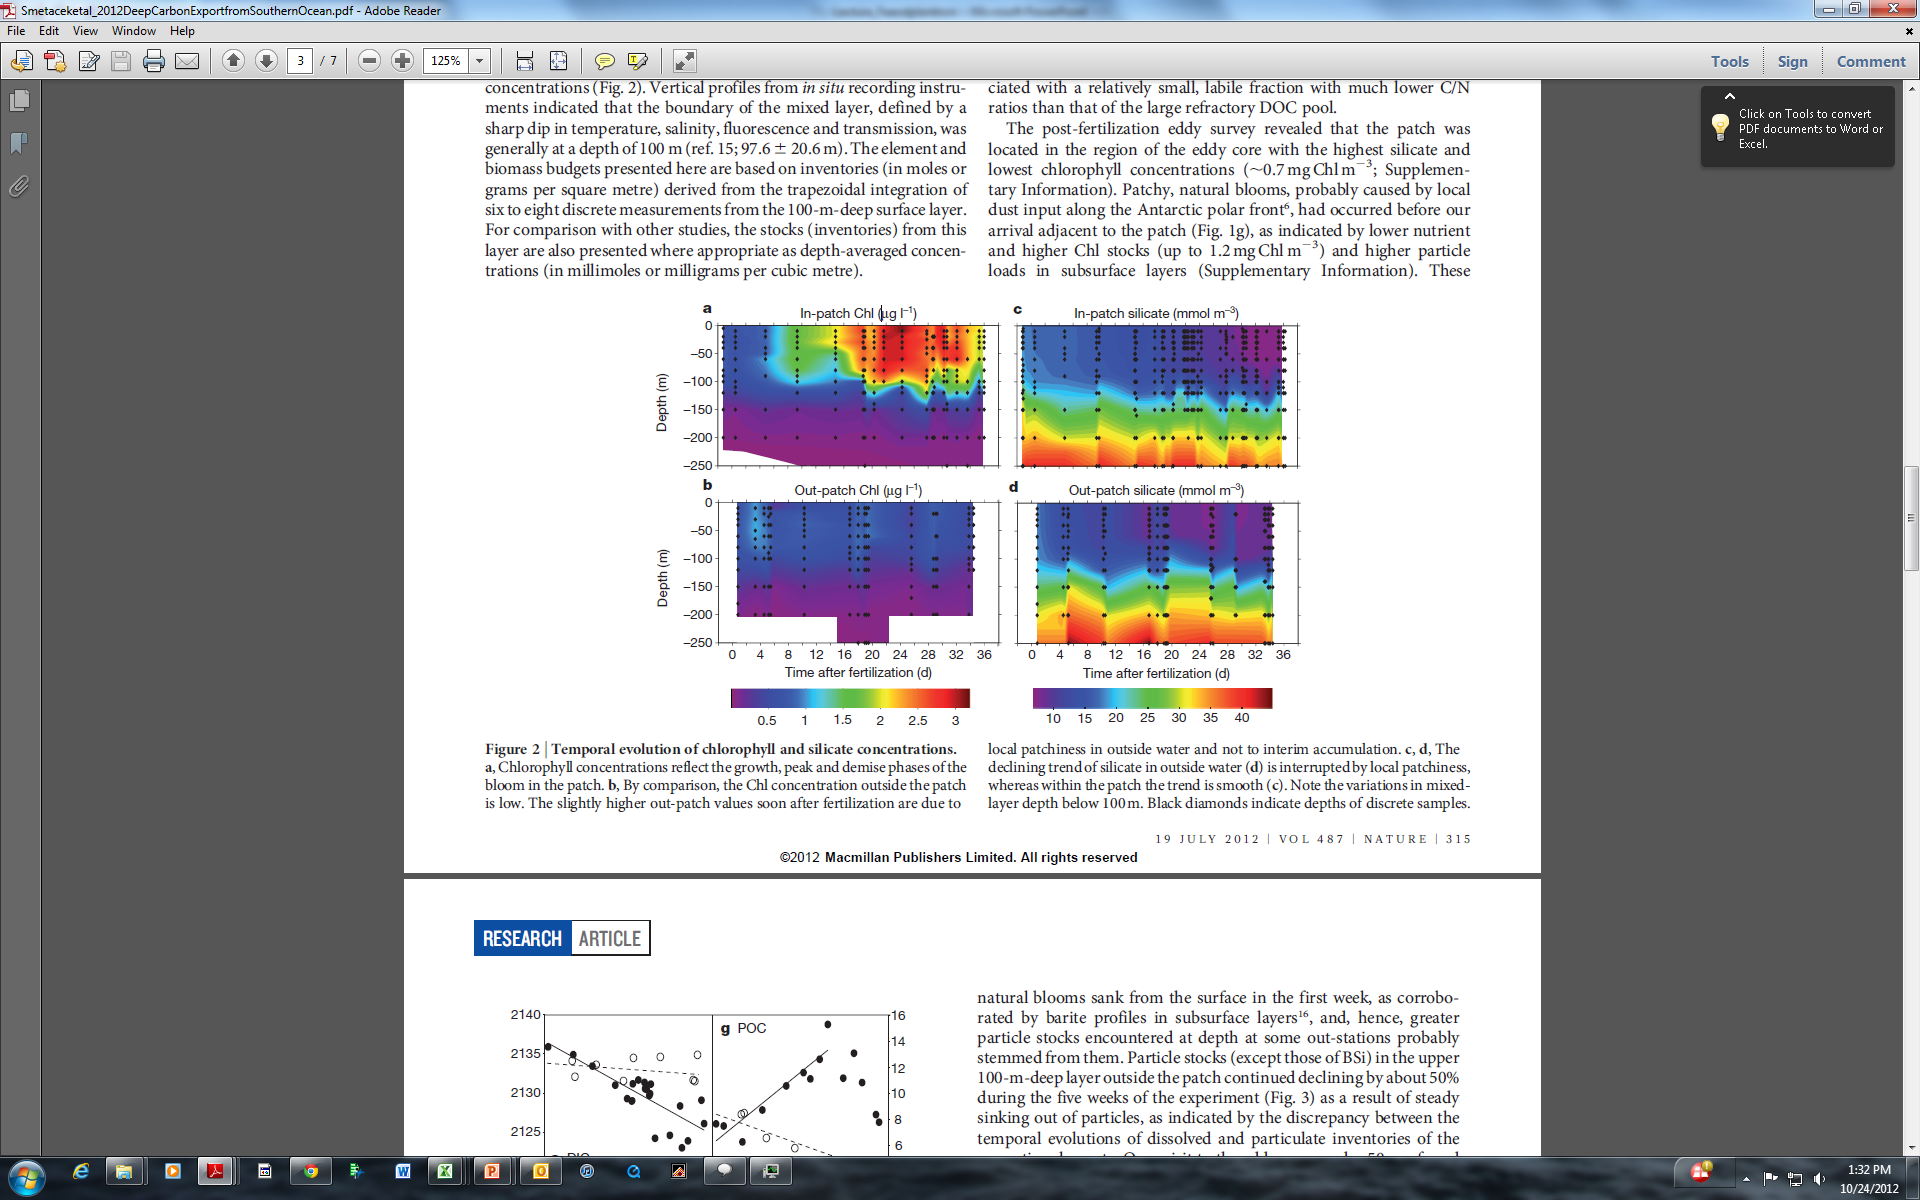 Smetaceketal_2012DeepCarbonExportfromSouthernOcean.pdf - Adobe Reader
File Edit View Window Help
3 / 7 125% Tools Sign Comment
Click on Tools to convert
PDF documents to Word or
Excel.
concentrations (Fig. 2). Vertical profiles from in situ recording instru-
ments indicated that the boundary of the mixed layer, defined by a
sharp dip in temperature, salinity, fluorescence and transmission, was
generally at a depth of 100 m (ref. 15; 97.6 ± 20.6 m). The element and
biomass budgets presented here are based on inventories (in moles or
grams per square metre) derived from the trapezoidal integration of
six to eight discrete measurements from the 100-m-deep surface layer.
For comparison with other studies, the stocks (inventories) from this
layer are also presented where appropriate as depth-averaged concen-
trations (in millimoles or milligrams per cubic metre).
ciated with a relatively small, labile fraction with much lower C/N
ratios than that of the large refractory DOC pool.
The post-fertilization eddy survey revealed that the patch was
located in the region of the eddy core with the highest silicate and
lowest chlorophyll concentrations (~0.7 mg Chl m⁻³; Supplemen-
tary Information). Patchy, natural blooms, probably caused by local
dust input along the Antarctic polar front⁶, had occurred before our
arrival adjacent to the patch (Fig. 1g), as indicated by lower nutrient
and higher Chl stocks (up to 1.2 mg Chl m⁻³) and higher particle
loads in subsurface layers (Supplementary Information). These
a In-patch Chl (µg l⁻¹)
0
–50
–100
–150
–200
–250
Depth (m)
c In-patch silicate (mmol m⁻³)
b Out-patch Chl (µg l⁻¹)
0
–50
–100
–150
–200
–250
Depth (m)
0 4 8 12 16 20 24 28 32 36
Time after fertilization (d)
0.5 1 1.5 2 2.5 3
d Out-patch silicate (mmol m⁻³)
0 4 8 12 16 20 24 28 32 36
Time after fertilization (d)
10 15 20 25 30 35 40
Figure 2 | Temporal evolution of chlorophyll and silicate concentrations.
a, Chlorophyll concentrations reflect the growth, peak and demise phases of the
bloom in the patch. b, By comparison, the Chl concentration outside the patch
is low. The slightly higher out-patch values soon after fertilization are due to
local patchiness in outside water and not to interim accumulation. c, d, The
declining trend of silicate in outside water (d) is interrupted by local patchiness,
whereas within the patch the trend is smooth (c). Note the variations in mixed-
layer depth below 100 m. Black diamonds indicate depths of discrete samples.
19 JULY 2012 | VOL 487 | NATURE | 315
©2012 Macmillan Publishers Limited. All rights reserved
RESEARCH ARTICLE
2140
2135
2130
2125
g POC
16
14
12
10
8
6
natural blooms sank from the surface in the first week, as corrobo-
rated by barite profiles in subsurface layers¹⁶, and, hence, greater
particle stocks encountered at depth at some out-stations probably
stemmed from them. Particle stocks (except those of BSi) in the upper
100-m-deep layer outside the patch continued declining by about 50%
during the five weeks of the experiment (Fig. 3) as a result of steady
sinking out of particles, as indicated by the discrepancy between the
temporal evolutions of dissolved and particulate inventories of the
1:32 PM
10/24/2012